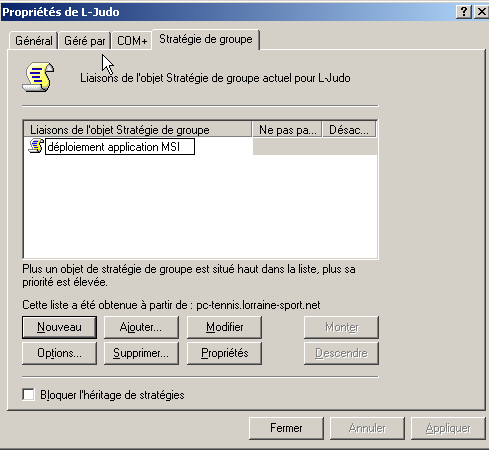 Propriétés de L-Judo
Général Géré par COM+ Stratégie de groupe
Liaisons de l'objet Stratégie de groupe actuel pour L-Judo
Liaisons de l'objet Stratégie de groupe Ne pas pa... Désac...
déploiement application MSI
Plus un objet de stratégie de groupe est situé haut dans la liste, plus sa
priorité est élevée.
Cette liste a été obtenue à partir de : pc-tennis.lorraine-sport.net
Nouveau Ajouter... Modifier Monter
Options... Supprimer... Propriétés Descendre
Bloquer l'héritage de stratégies
Fermer Annuler Appliquer